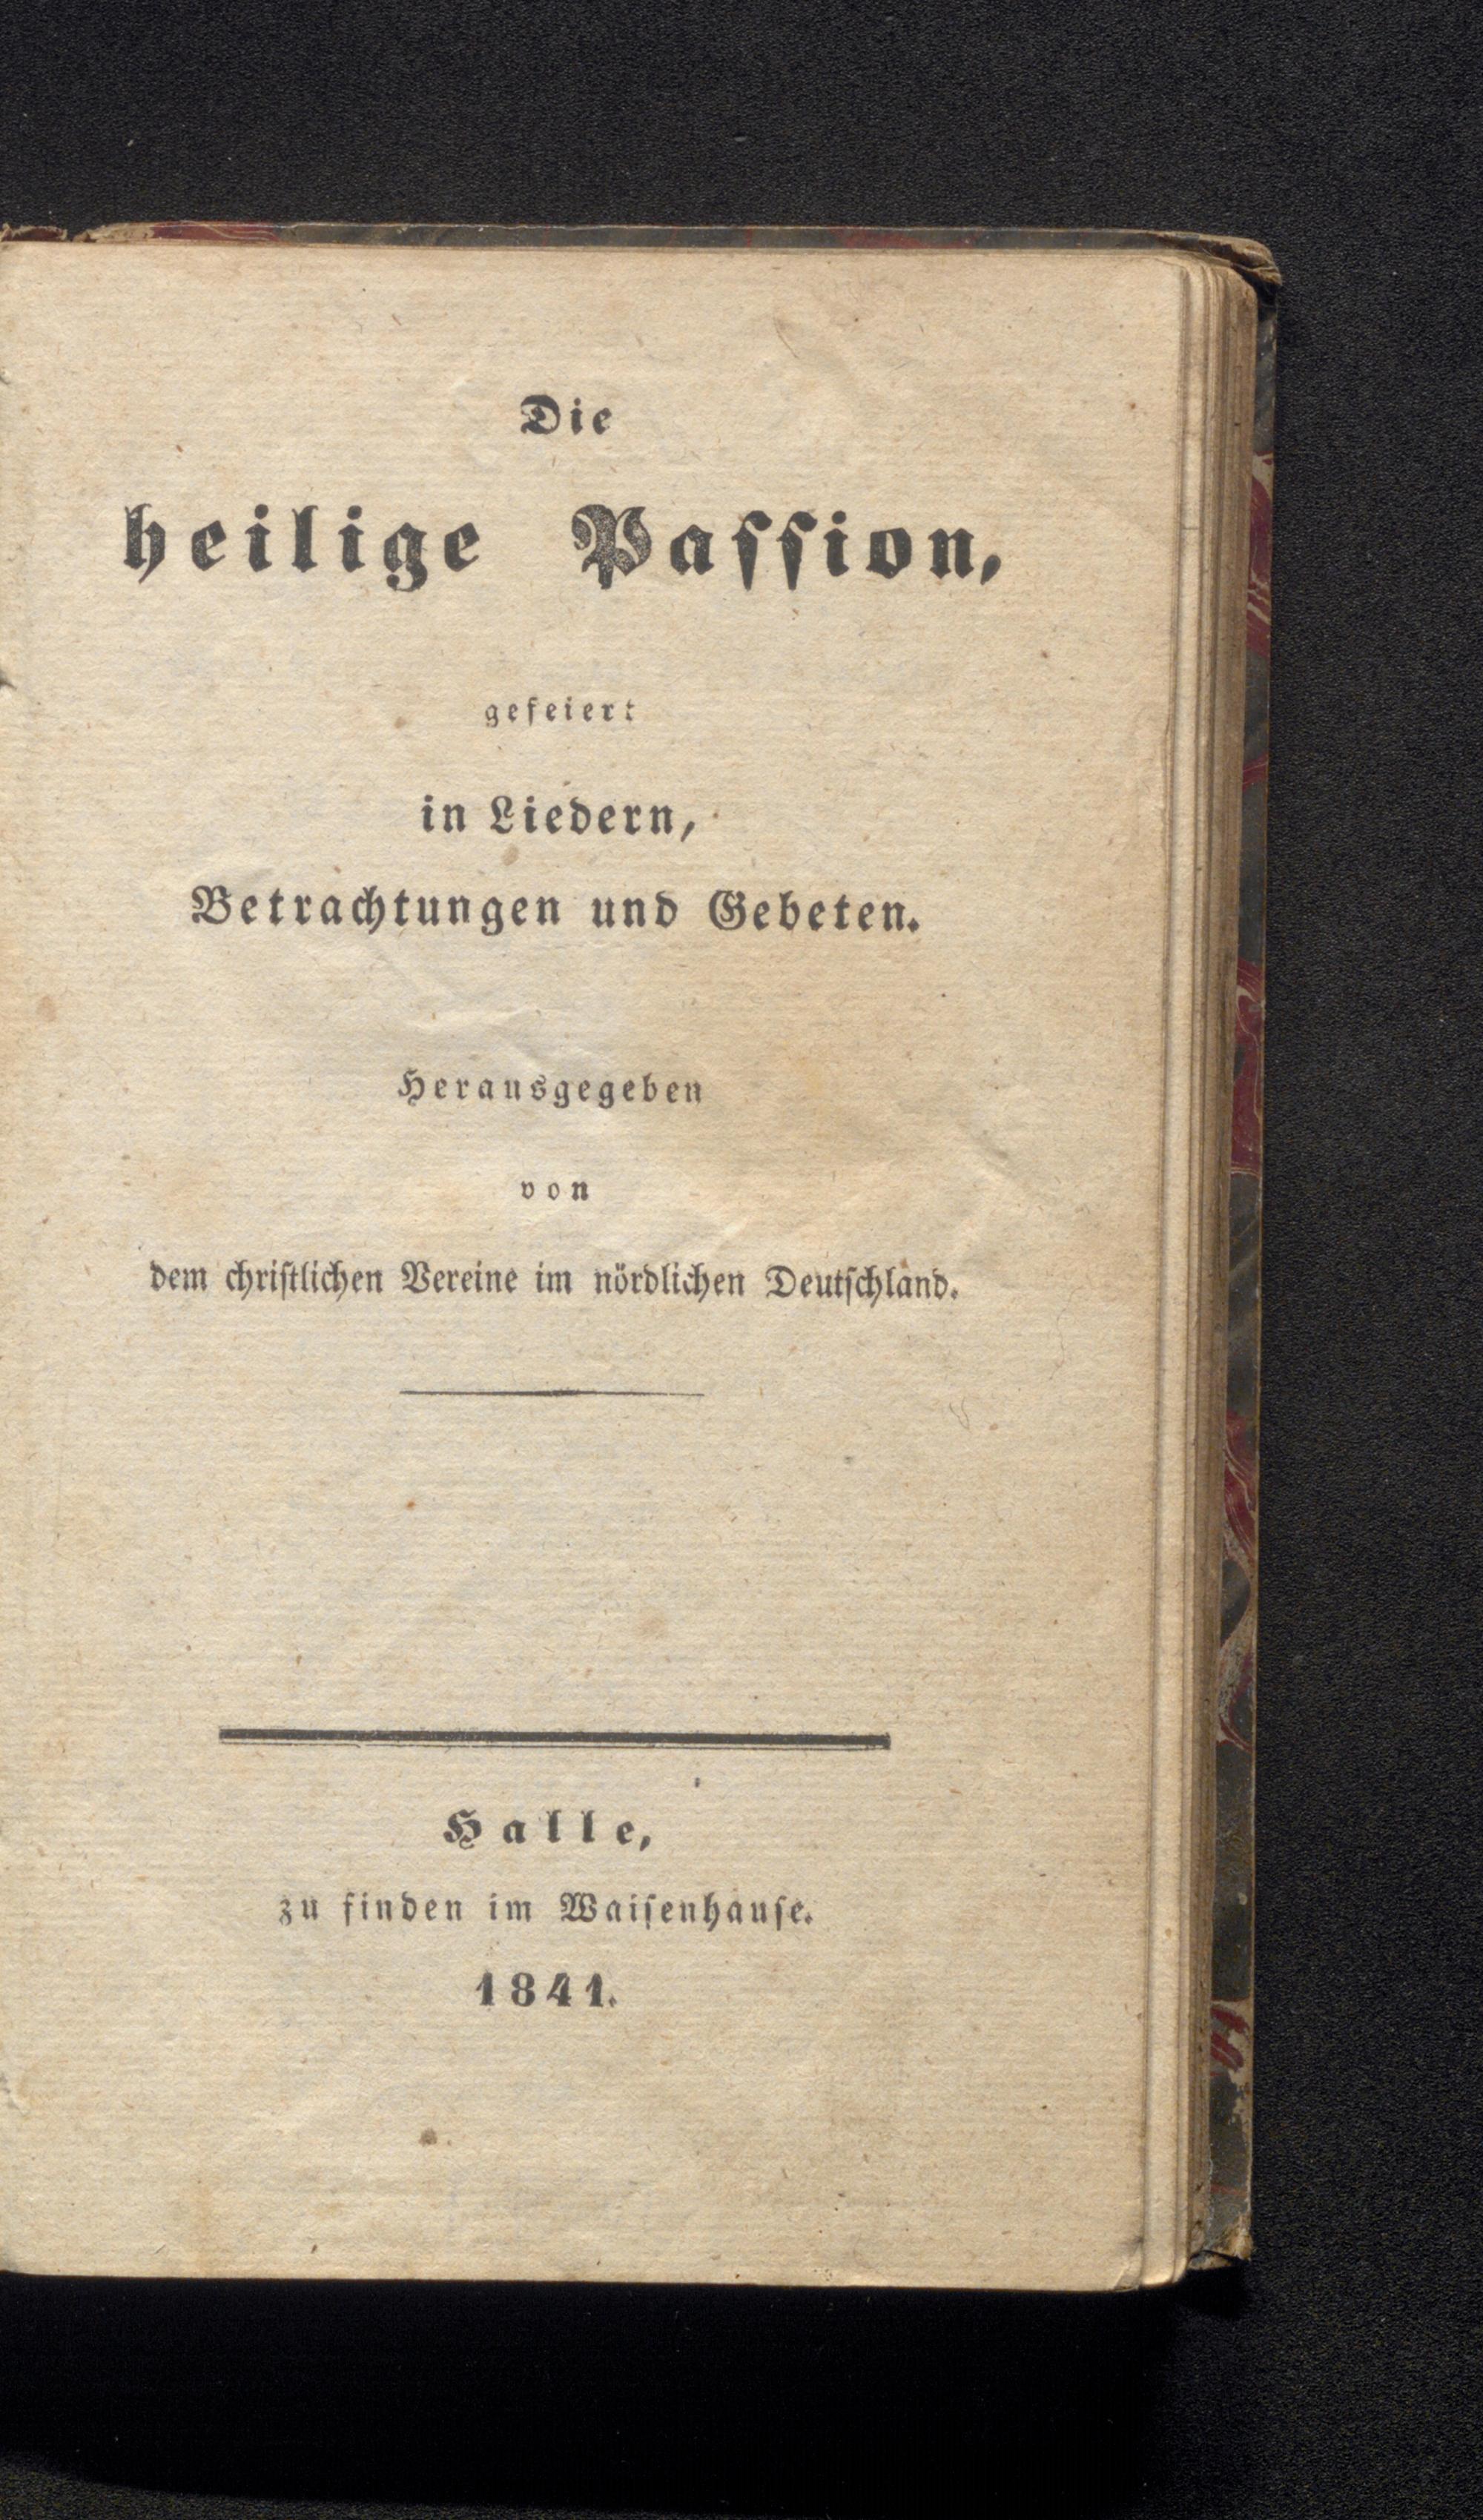 Die
heilige Paſſion,
gefeiert
in Liedern,
Betrachtungen und Gebeten.
Herausgegeben
von
dem chriſtlichen Vereine im nördlichen Deutſchland.
Halle,
zu finden im Waiſenhauſe.
1841.